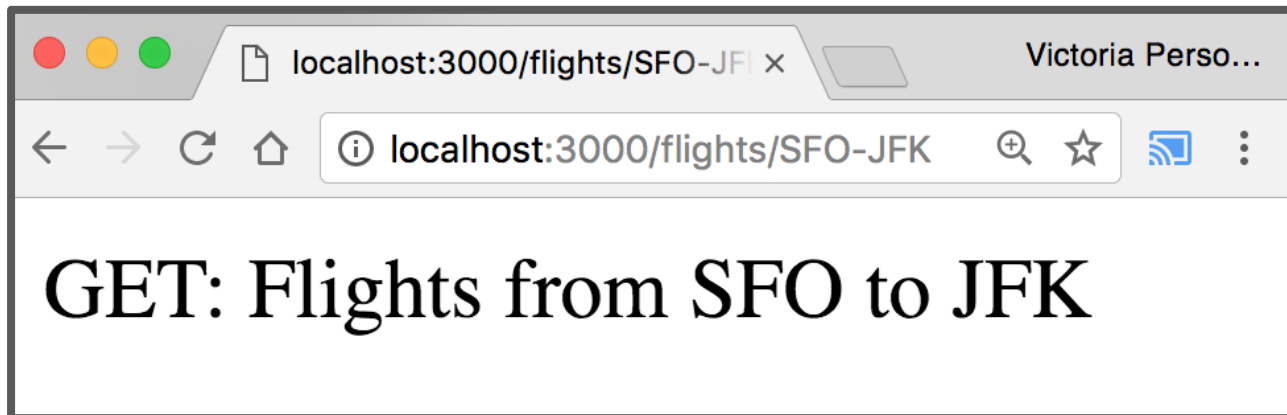 localhost:3000/flights/SFO-JF
Victoria Perso...
localhost:3000/flights/SFO-JFK
GET: Flights from SFO to JFK